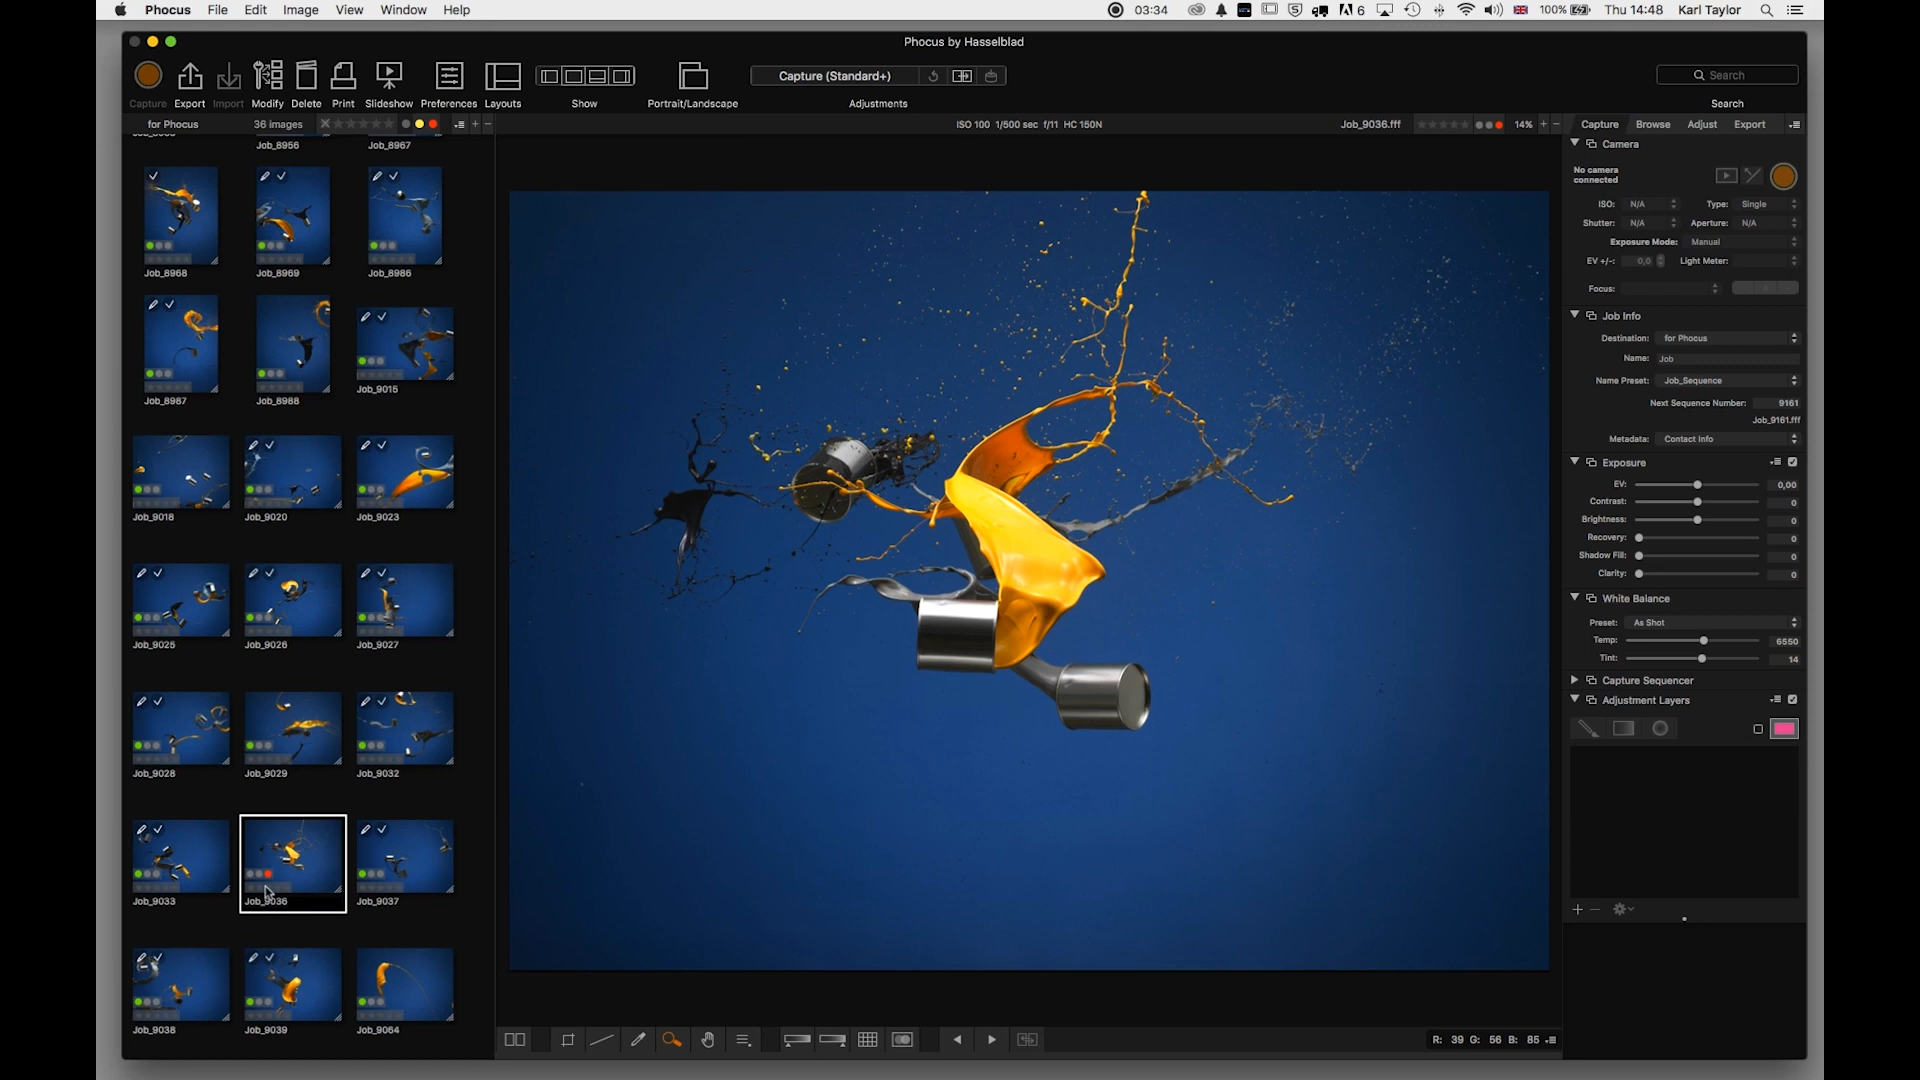 Phocus File Edit Image View Window Help
03:34 6 100% Thu 14:48 Karl Taylor
Phocus by Hasselblad
Capture (Standard+) Search
Capture Export Import Modify Delete Print Slideshow Preferences Layouts Show Portrait/Landscape Adjustments Search
for Phocus 36 images ISO 100 1/500 sec f/11 HC 150N Job_9036.fff 14% + −
Capture Browse Adjust Export
Job_8956 Job_8967
Job_8968 Job_8969 Job_8986
Job_8987 Job_8988 Job_9015
Job_9018 Job_9020 Job_9023
Job_9025 Job_9026 Job_9027
Job_9028 Job_9029 Job_9032
Job_9033 Job_9036 Job_9037
Job_9038 Job_9039 Job_9064
Camera
No camera
connected
ISO: N/A Type: Single
Shutter: N/A Aperture: N/A
Exposure Mode: Manual
EV +/-: 0,0 Light Meter:
Focus:
Job Info
Destination: for Phocus
Name: Job
Name Preset: Job_Sequence
Next Sequence Number: 9161
Job_9161.fff
Metadata: Contact Info
Exposure
EV: 0,00
Contrast: 0
Brightness: 0
Recovery: 0
Shadow Fill: 0
Clarity: 0
White Balance
Preset: As Shot
Temp: 6550
Tint: 14
Capture Sequencer
Adjustment Layers
R: 39 G: 56 B: 85